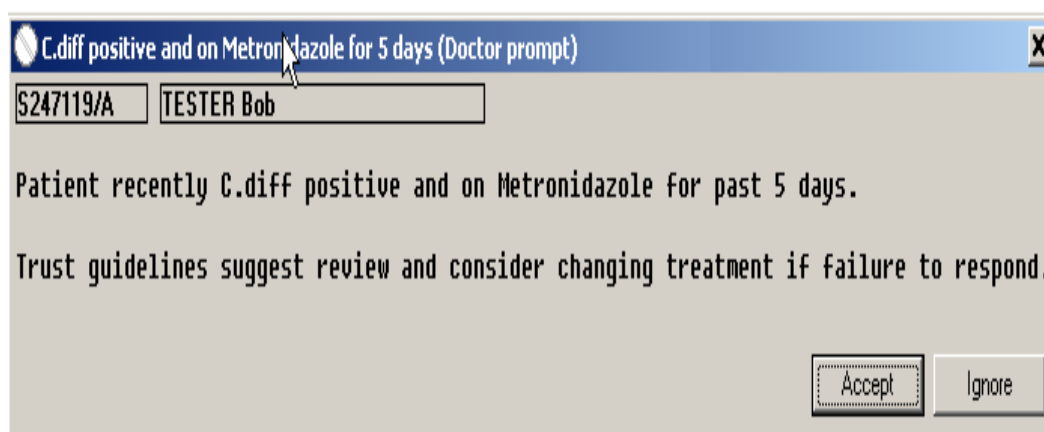 C.diff positive and on Metronidazole for 5 days (Doctor prompt)
S247119/A TESTER Bob
Patient recently C.diff positive and on Metronidazole for past 5 days.
Trust guidelines suggest review and consider changing treatment if failure to respond.
Accept Ignore